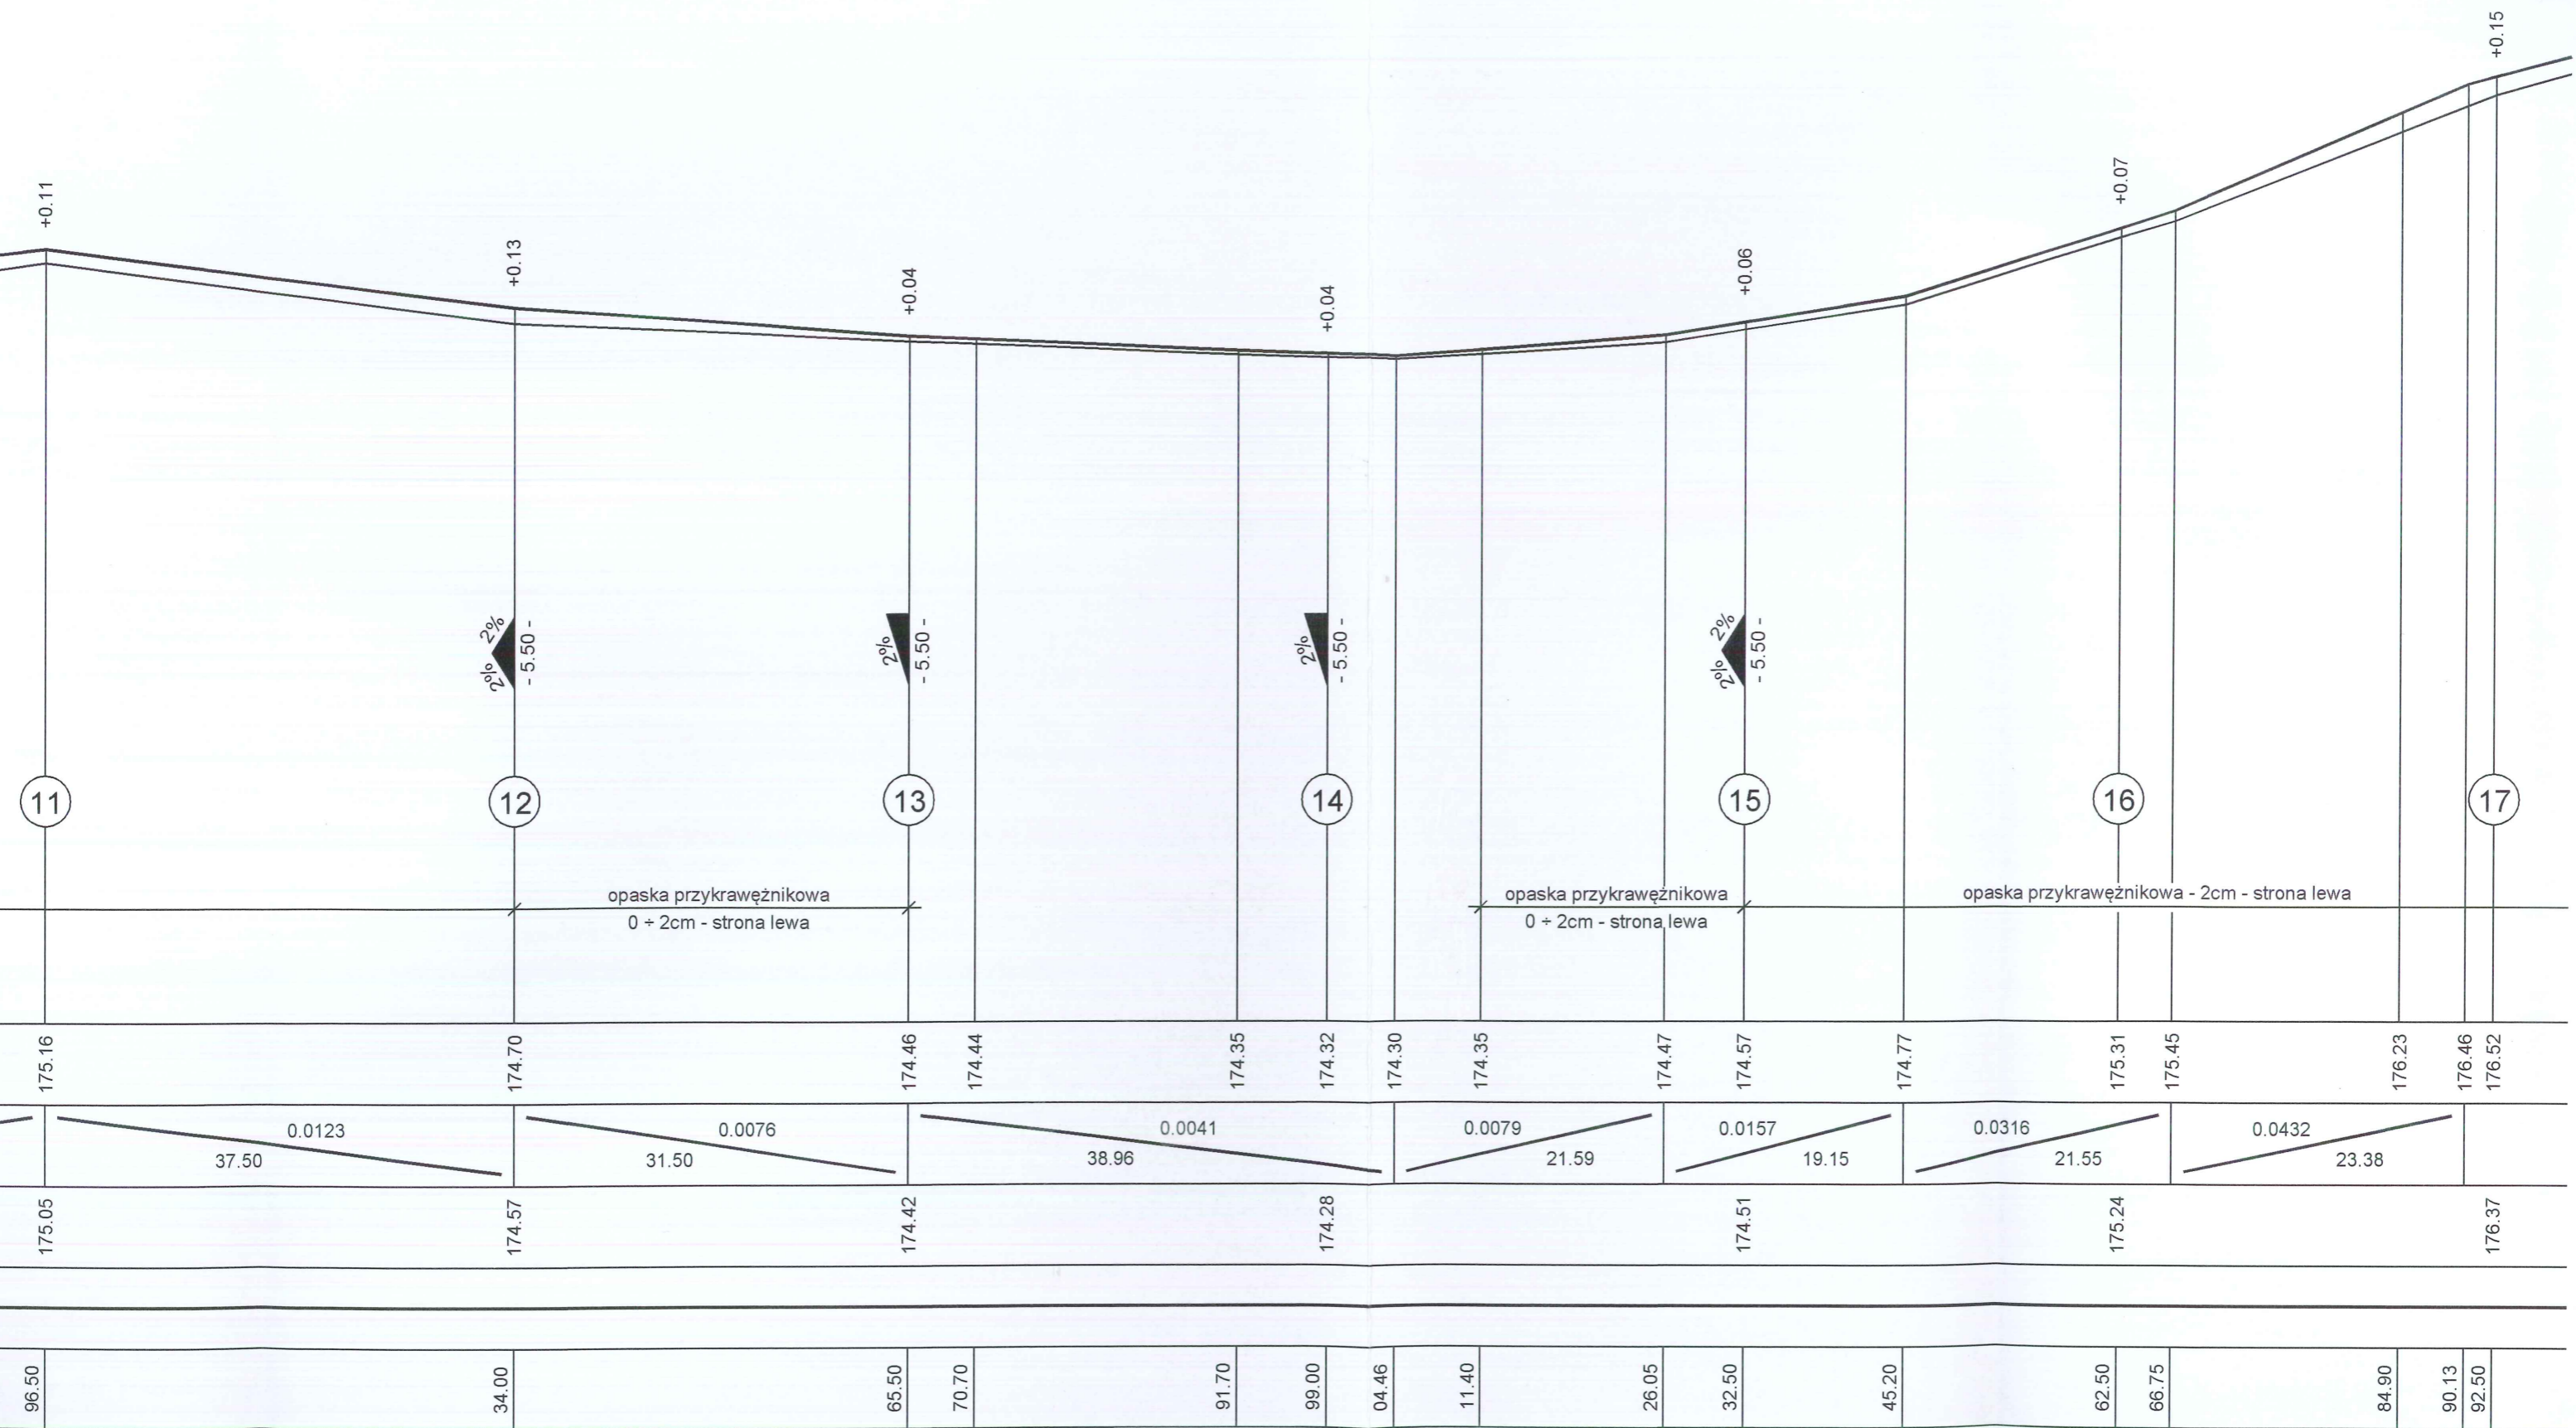 +0.11
+0.13
+0.04
+0.04
+0.06
+0.07
+0.15
2% 2% - 5.50 -
2% - 5.50 -
2% - 5.50 -
2% 2% - 5.50 -
11 12 13 14 15 16 17
opaska przykrawężnikowa
0 ÷ 2cm - strona lewa
opaska przykrawężnikowa
0 ÷ 2cm - strona lewa
opaska przykrawężnikowa - 2cm - strona lewa
175.16 174.70 174.46 174.44 174.35 174.32 174.30 174.35 174.47 174.57 174.77 175.31 175.45 176.23 176.46 176.52
0.0123 0.0076 0.0041 0.0079 0.0157 0.0316 0.0432
37.50 31.50 38.96 21.59 19.15 21.55 23.38
175.05 174.57 174.42 174.28 174.51 175.24 176.37
96.50 34.00 65.50 70.70 91.70 99.00 04.46 11.40 26.05 32.50 45.20 62.50 66.75 84.90 90.13 92.50